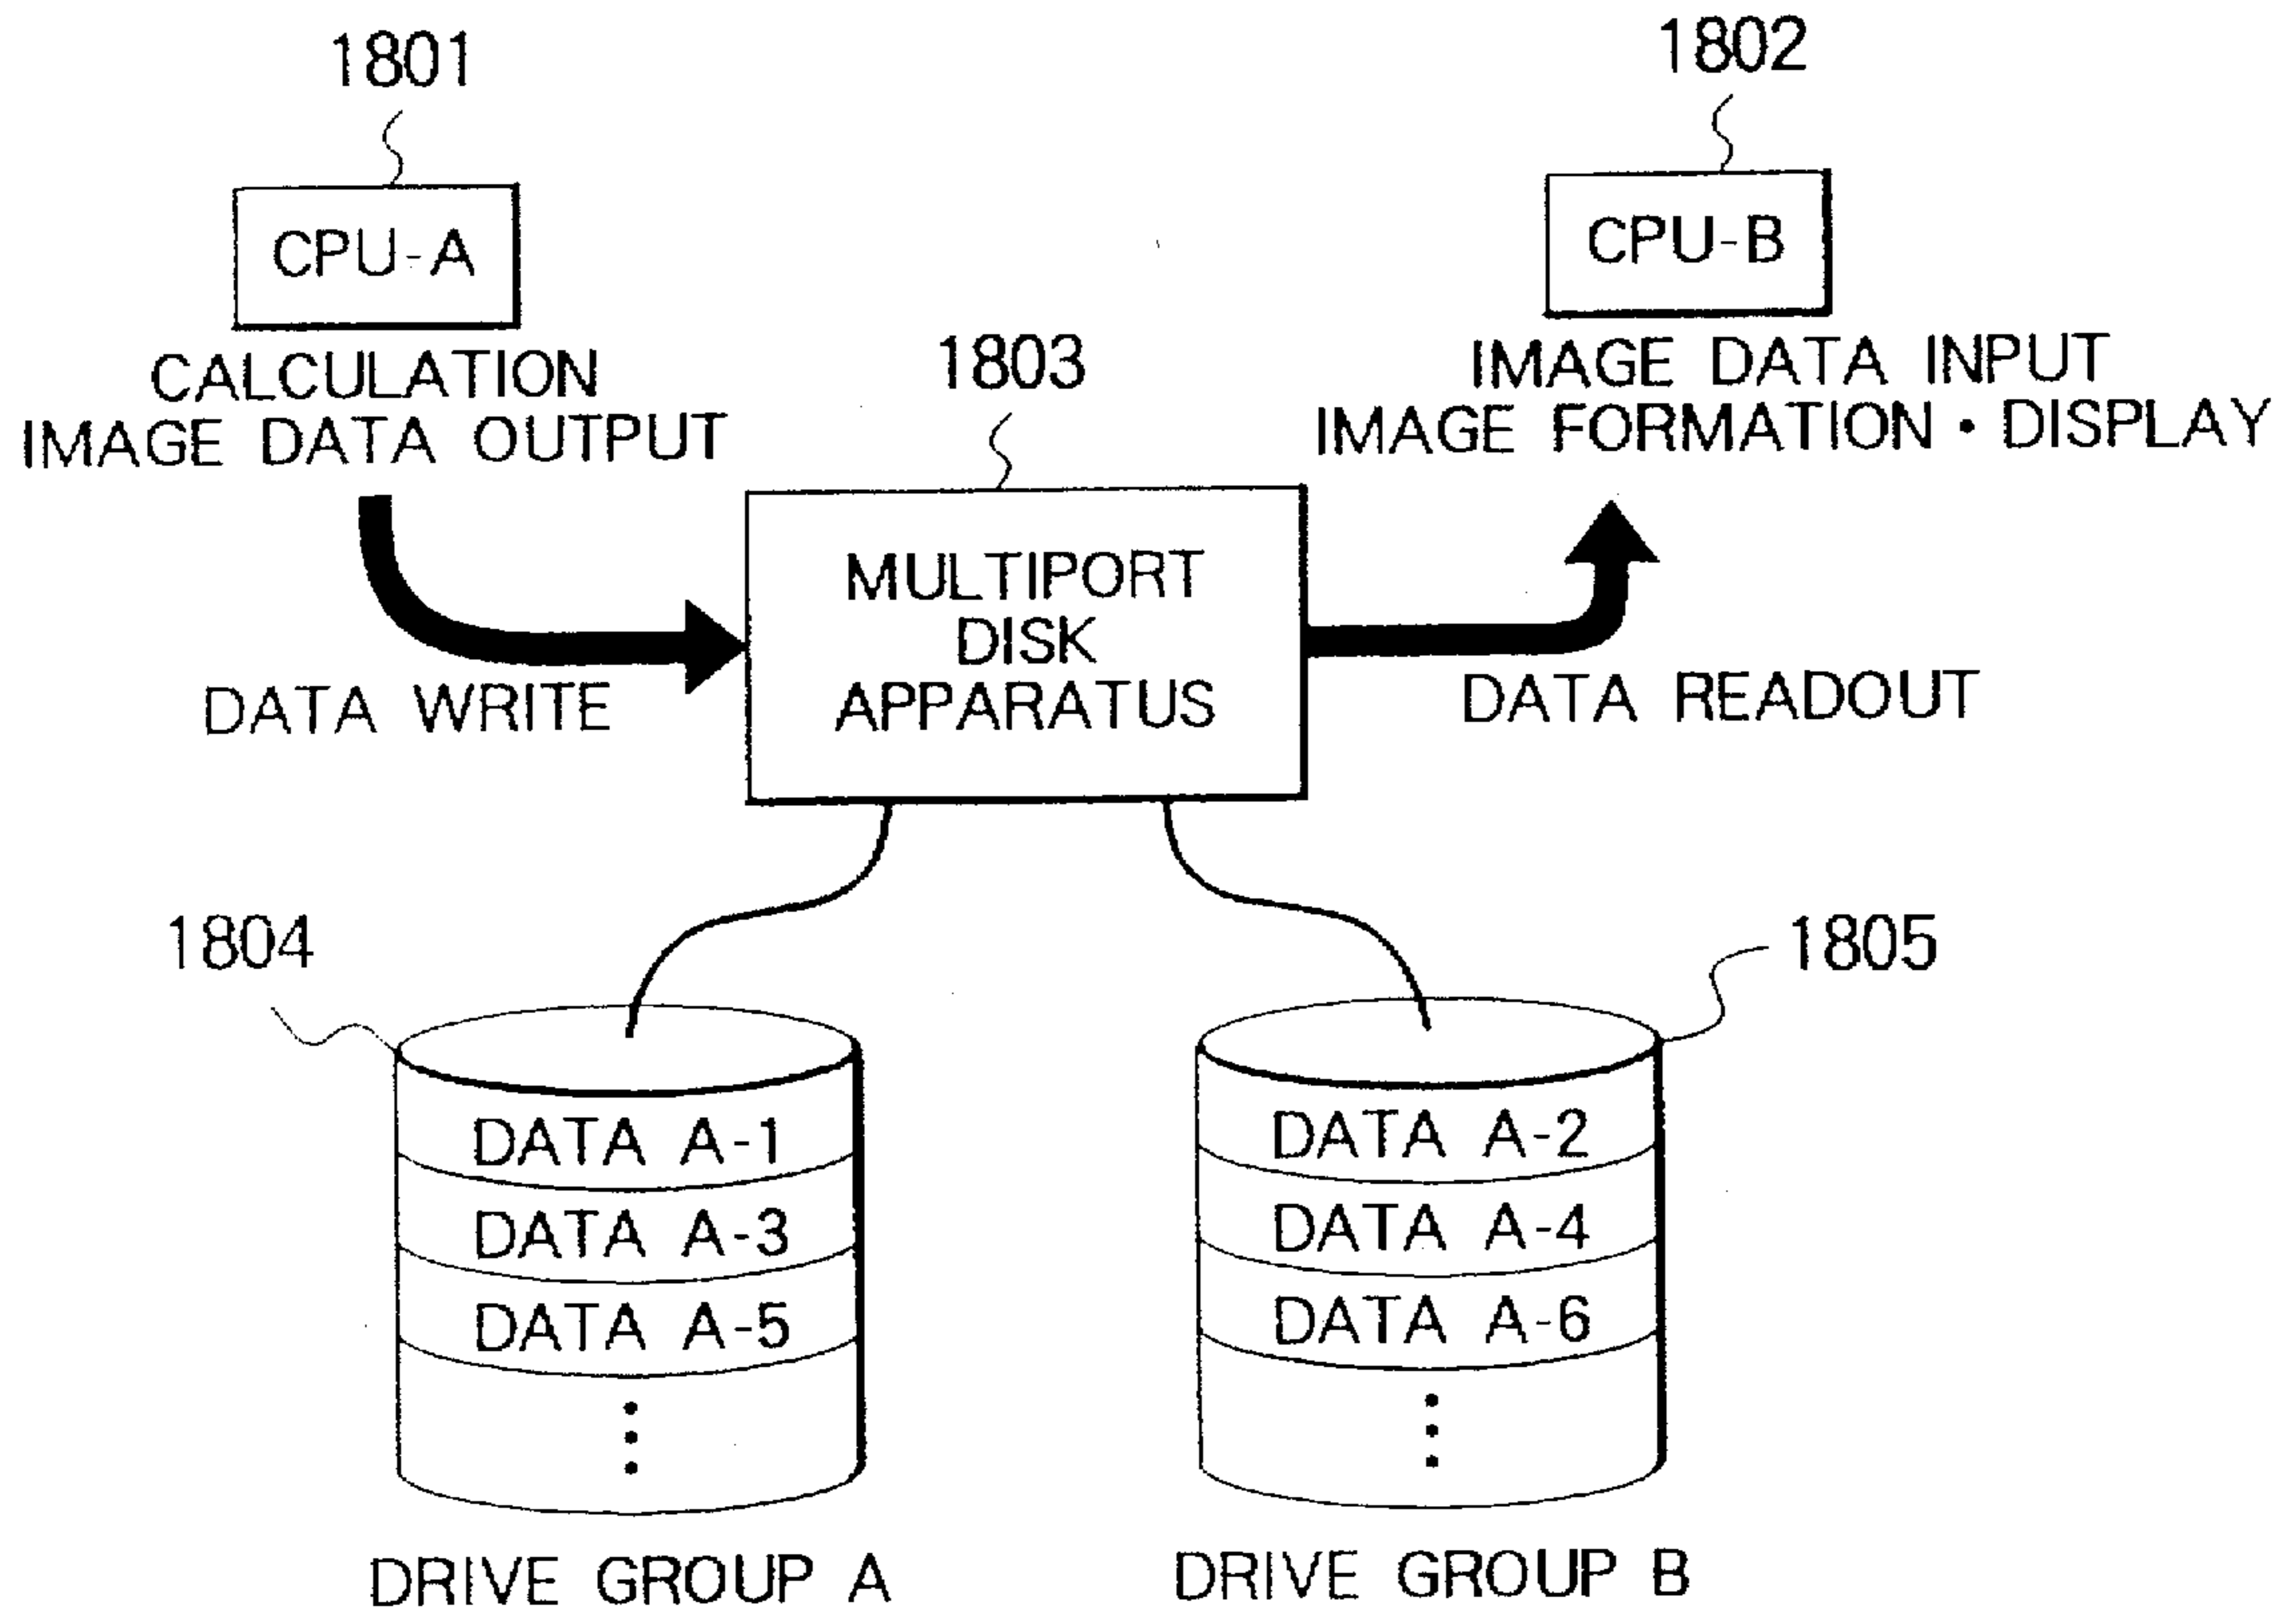 1801
1802
CPU-A
CPU-B
CALCULATION
IMAGE DATA OUTPUT
IMAGE DATA INPUT
IMAGE FORMATION • DISPLAY
1803
MULTIPORT
DISK
APPARATUS
DATA WRITE
DATA READOUT
1804
1805
DATA A-1
DATA A-3
DATA A-5
DATA A-2
DATA A-4
DATA A-6
DRIVE GROUP A
DRIVE GROUP B